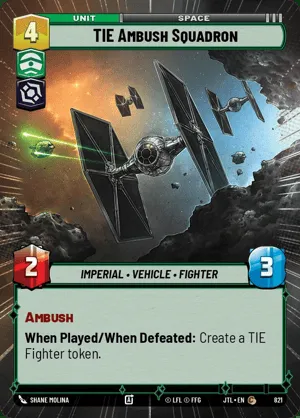 UNIT SPACE
4 TIE AMBUSH SQUADRON
2 IMPERIAL • VEHICLE • FIGHTER 3
AMBUSH
When Played/When Defeated: Create a TIE
Fighter token.
SHANE MOLINA © LFL © FFG JTL • EN C 821